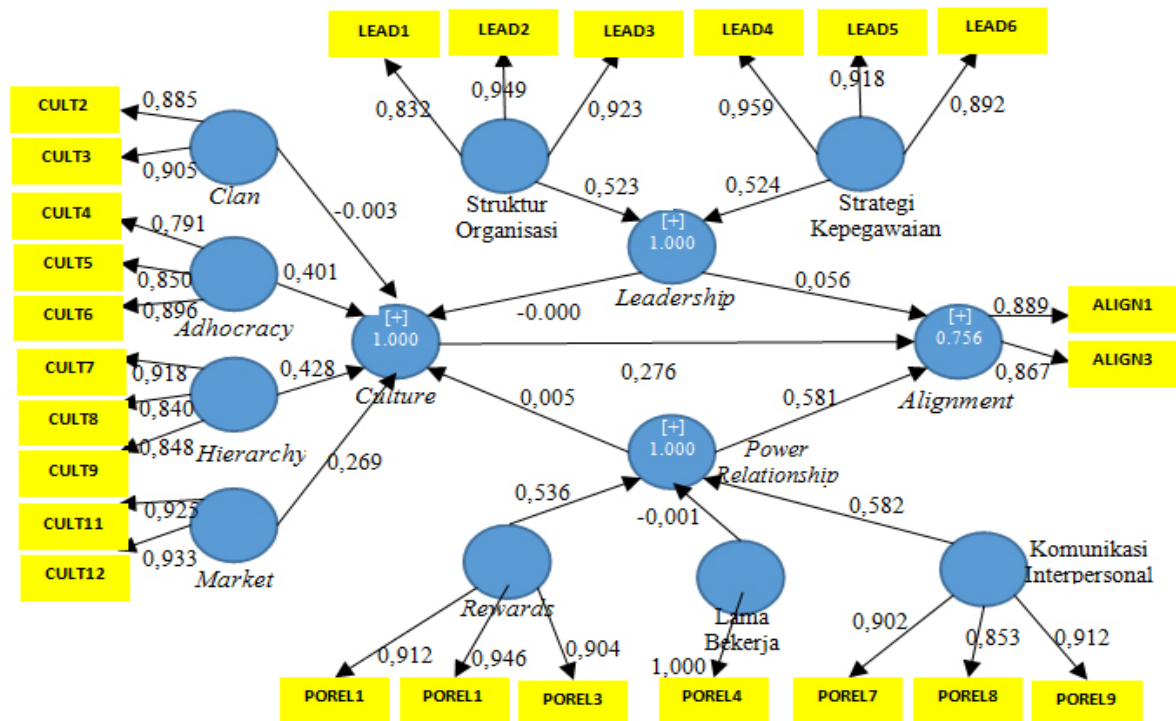 LEAD1
LEAD2
LEAD3
LEAD4
LEAD5
LEAD6
0,832
0,949
0,923
0,959
0,918
0,892
CULT2
0,885
CULT3
0,905
Clan
CULT4
0,791
CULT5
0,850
CULT6
0,896
Adhocracy
CULT7
0,918
CULT8
0,840
0,848
Hierarchy
CULT9
0,925
CULT11
0,933
CULT12
Market
-0.003
0,401
0,428
0,269
Struktur
Organisasi
Strategi
Kepegawaian
0,523
0,524
[+]
1.000
Leadership
-0.000
0,056
[+]
1.000
Culture
0,276
[+]
0.756
Alignment
0,889
ALIGN1
0,867
ALIGN3
0,005
0,581
[+]
1.000
Power
Relationship
0,536
-0,001
0,582
Rewards
Lama
Bekerja
Komunikasi
Interpersonal
0,912
0,946
0,904
1,000
0,902
0,853
0,912
POREL1
POREL1
POREL3
POREL4
POREL7
POREL8
POREL9